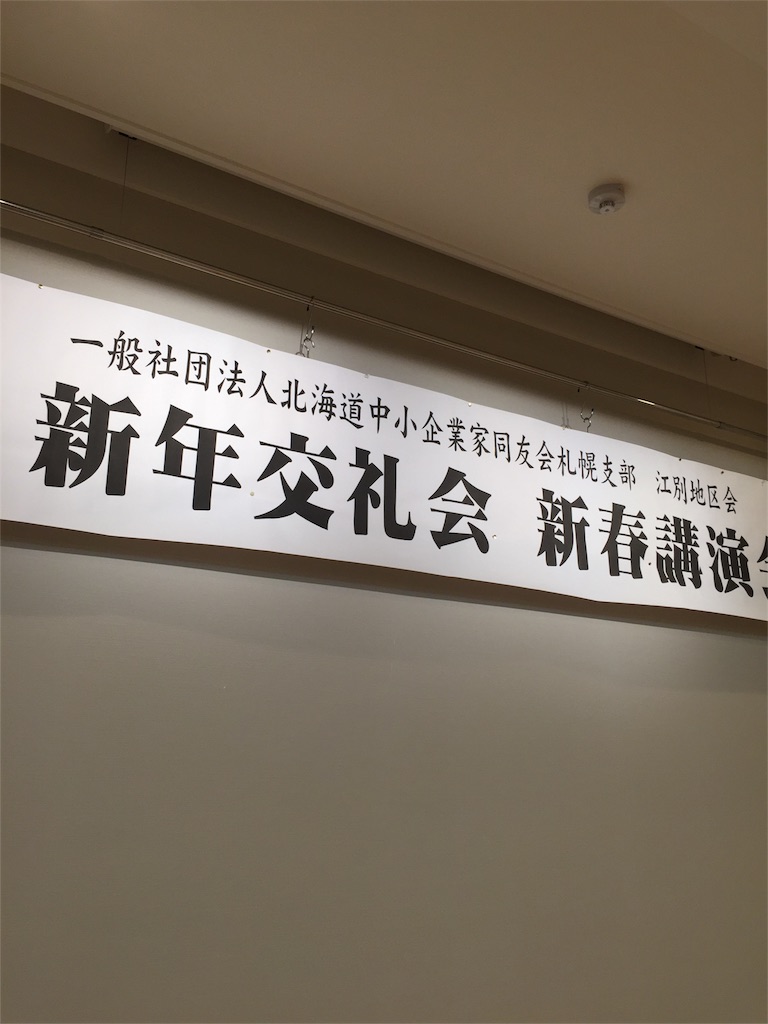 一般社団法人北海道中小企業家同友会札幌支部 江別地区会
新年交礼会 新春講演会